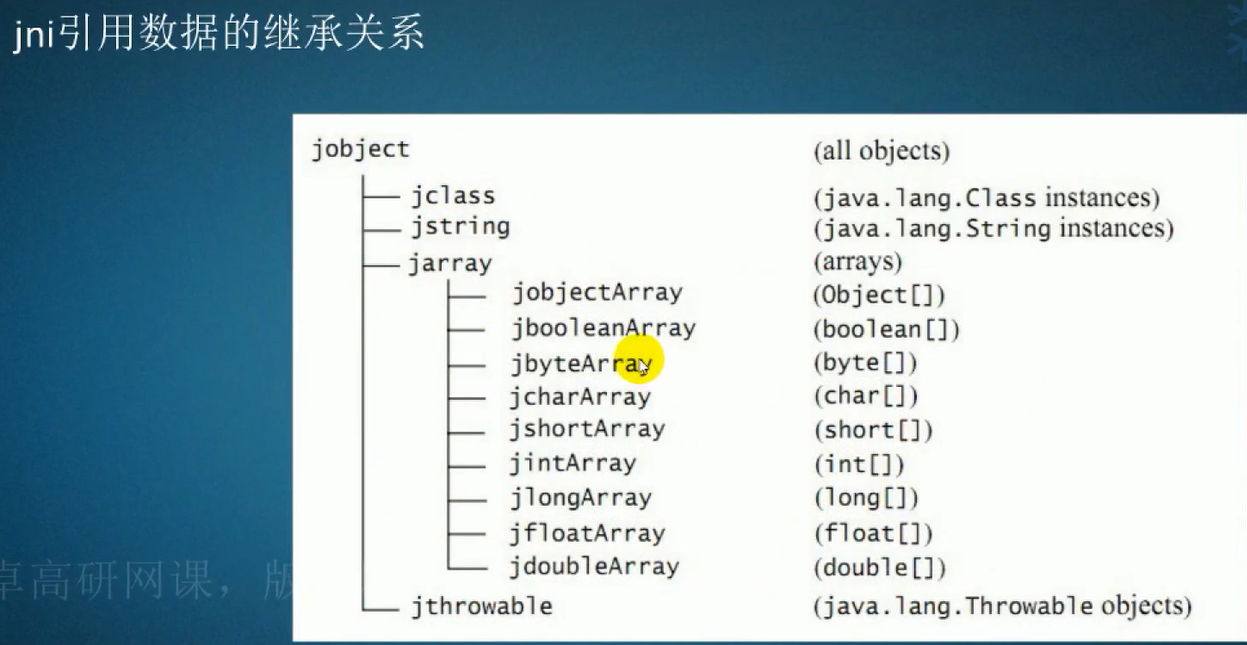 jni引用数据的继承关系
jobject (all objects)
jclass (java.lang.Class instances)
jstring (java.lang.String instances)
jarray (arrays)
jobjectArray (Object[])
jbooleanArray (boolean[])
jbyteArray (byte[])
jcharArray (char[])
jshortArray (short[])
jintArray (int[])
jlongArray (long[])
jfloatArray (float[])
jdoubleArray (double[])
卓高研网课，版
jthrowable (java.lang.Throwable objects)